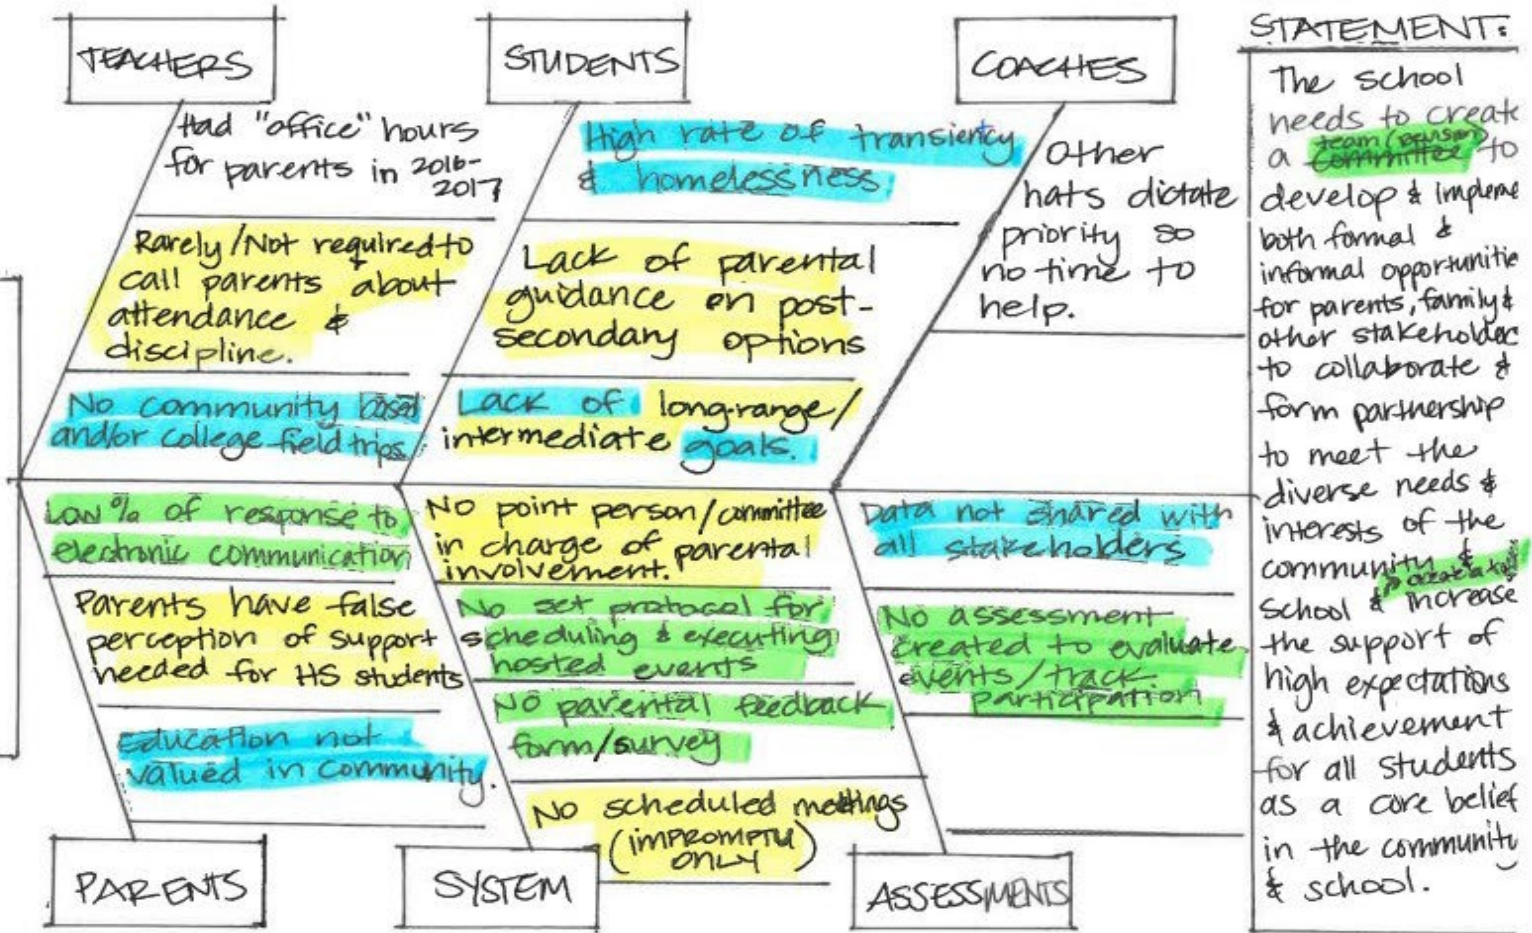 TEACHERS
Had "office" hours
for parents in 2016-
2017
Rarely/Not required to
call parents about
attendance &
discipline.
No community based
and/or college field trips
STUDENTS
High rate of transiency
& homelessness
Lack of parental
guidance on post-
secondary options
Lack of long-range/
intermediate goals.
COACHES
Other
hats dictate
priority so
no time to
help.
Low % of response to
electronic communication
Parents have false
perception of support
needed for HS students
Education not
valued in community.
PARENTS
No point person/committee
in charge of parental
involvement.
No set protocol for
scheduling & executing
hosted events
No parental feedback
form/survey
No scheduled meetings
(IMPROMPTU
ONLY)
SYSTEM
Data not shared with
all stakeholders
No assessment
created to evaluate
events/track
participation
ASSESSMENTS
STATEMENT:
The school
needs to create
team
a committee to
develop & impleme
both formal &
informal opportunitie
for parents, family &
other stakeholder
to collaborate &
form partnership
to meet the
diverse needs &
interests of the
community &
school & increase
the support of
high expectations
& achievement
for all students
as a core belief
in the community
& school.